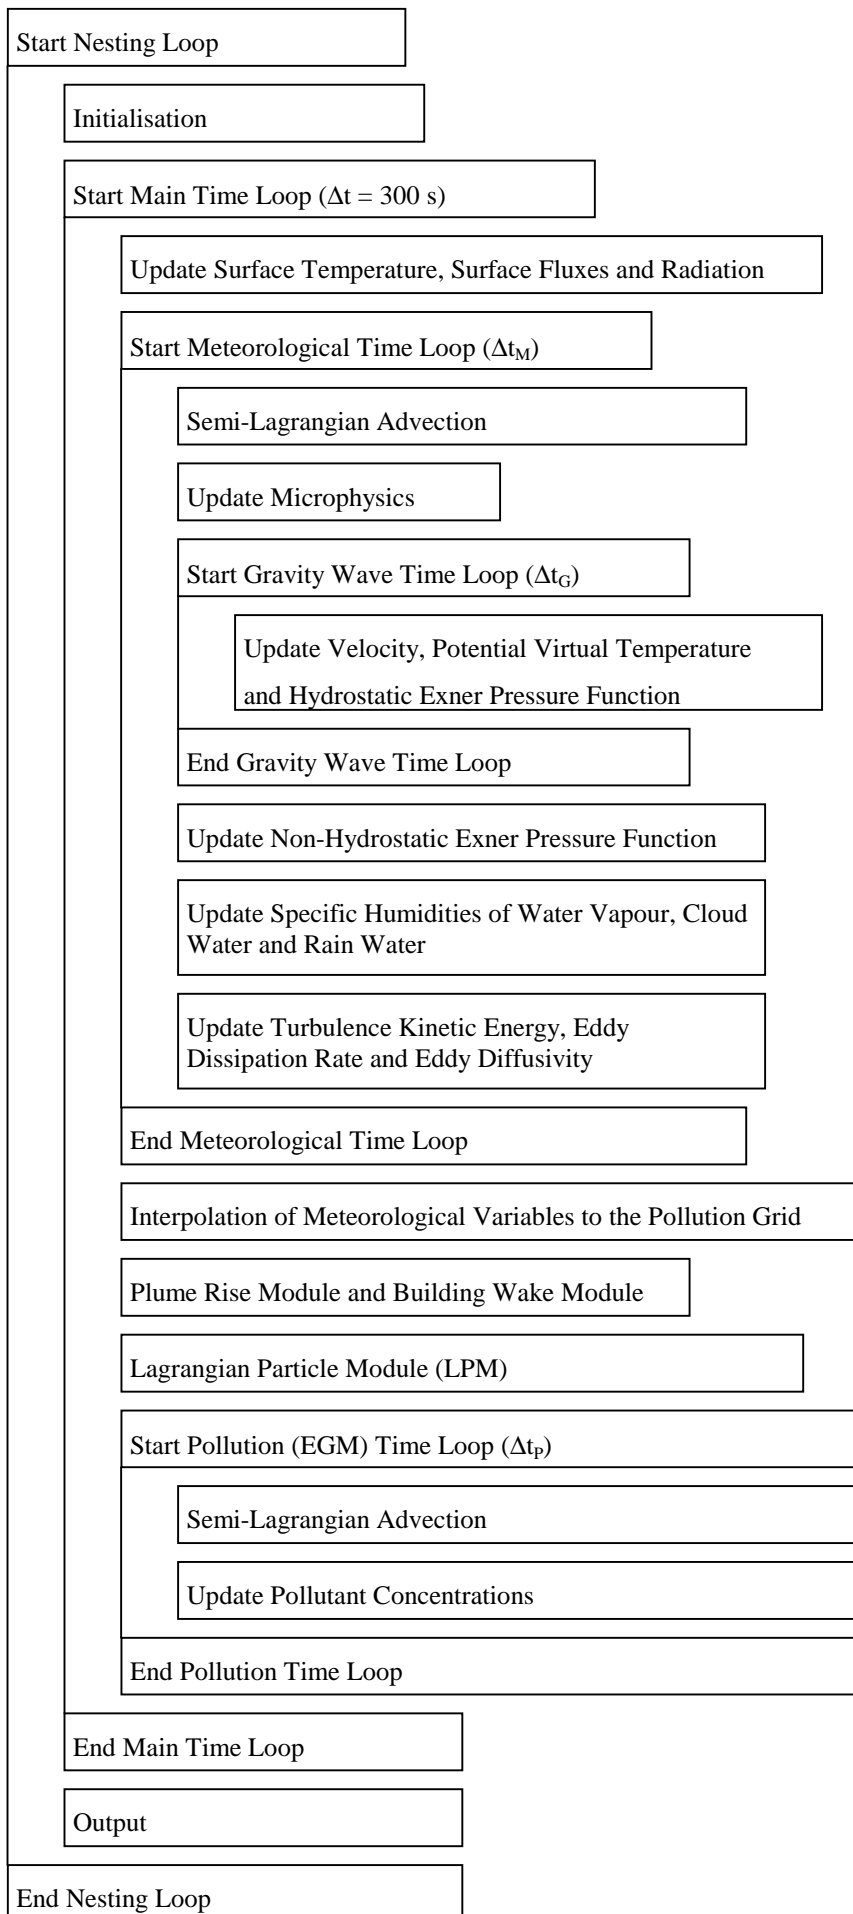 Start Nesting Loop
Initialisation
Start Main Time Loop (Δt = 300 s)
Update Surface Temperature, Surface Fluxes and Radiation
Start Meteorological Time Loop (Δt_M)
Semi-Lagrangian Advection
Update Microphysics
Start Gravity Wave Time Loop (Δt_G)
Update Velocity, Potential Virtual Temperature
and Hydrostatic Exner Pressure Function
End Gravity Wave Time Loop
Update Non-Hydrostatic Exner Pressure Function
Update Specific Humidities of Water Vapour, Cloud
Water and Rain Water
Update Turbulence Kinetic Energy, Eddy
Dissipation Rate and Eddy Diffusivity
End Meteorological Time Loop
Interpolation of Meteorological Variables to the Pollution Grid
Plume Rise Module and Building Wake Module
Lagrangian Particle Module (LPM)
Start Pollution (EGM) Time Loop (Δt_P)
Semi-Lagrangian Advection
Update Pollutant Concentrations
End Pollution Time Loop
End Main Time Loop
Output
End Nesting Loop